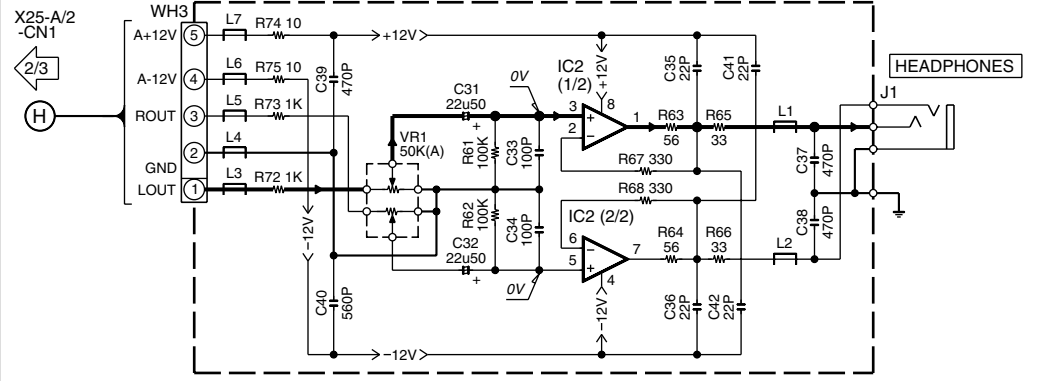 X25-A/2
-CN1
2/3
H
WH3
A+12V
5
L7
R74 10
A-12V
4
L6
R75 10
ROUT
3
L5
R73 1K
2
L4
GND
LOUT
1
L3
R72 1K
+12V
-12V
C39
470P
C40
560P
-12V
VR1
50K(A)
C31
22u50
+
C32
22u50
+
R61
100K
R62
100K
C33
100P
C34
100P
0V
0V
IC2
(1/2)
+12V
3
+
2
-
8
1
IC2 (2/2)
6
-
5
+
7
4
-12V
R63
56
R65
33
R67 330
R68 330
R64
56
R66
33
C35
22P
C41
22P
C36
22P
C42
22P
L1
L2
C37
470P
C38
470P
J1
HEADPHONES